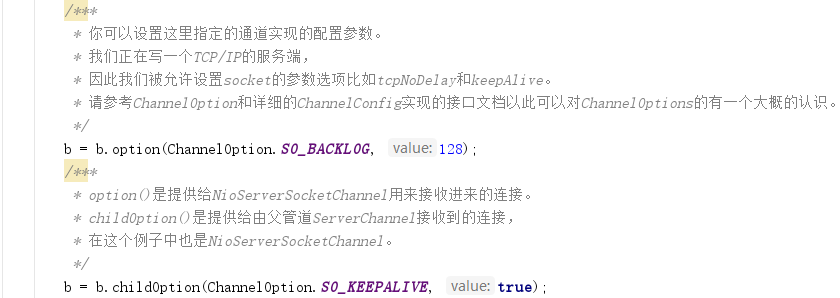 /***
* 你可以设置这里指定的通道实现的配置参数。
* 我们正在写一个TCP/IP的服务端，
* 因此我们被允许设置socket的参数选项比如tcpNoDelay和keepAlive。
* 请参考ChannelOption和详细的ChannelConfig实现的接口文档以此可以对ChannelOptions的有一个大概的认识。
*/
b = b.option(ChannelOption.SO_BACKLOG, value: 128);
/***
* option()是提供给NioServerSocketChannel用来接收进来的连接。
* childOption()是提供给由父管道ServerChannel接收到的连接，
* 在这个例子中也是NioServerSocketChannel。
*/
b = b.childOption(ChannelOption.SO_KEEPALIVE, value: true);